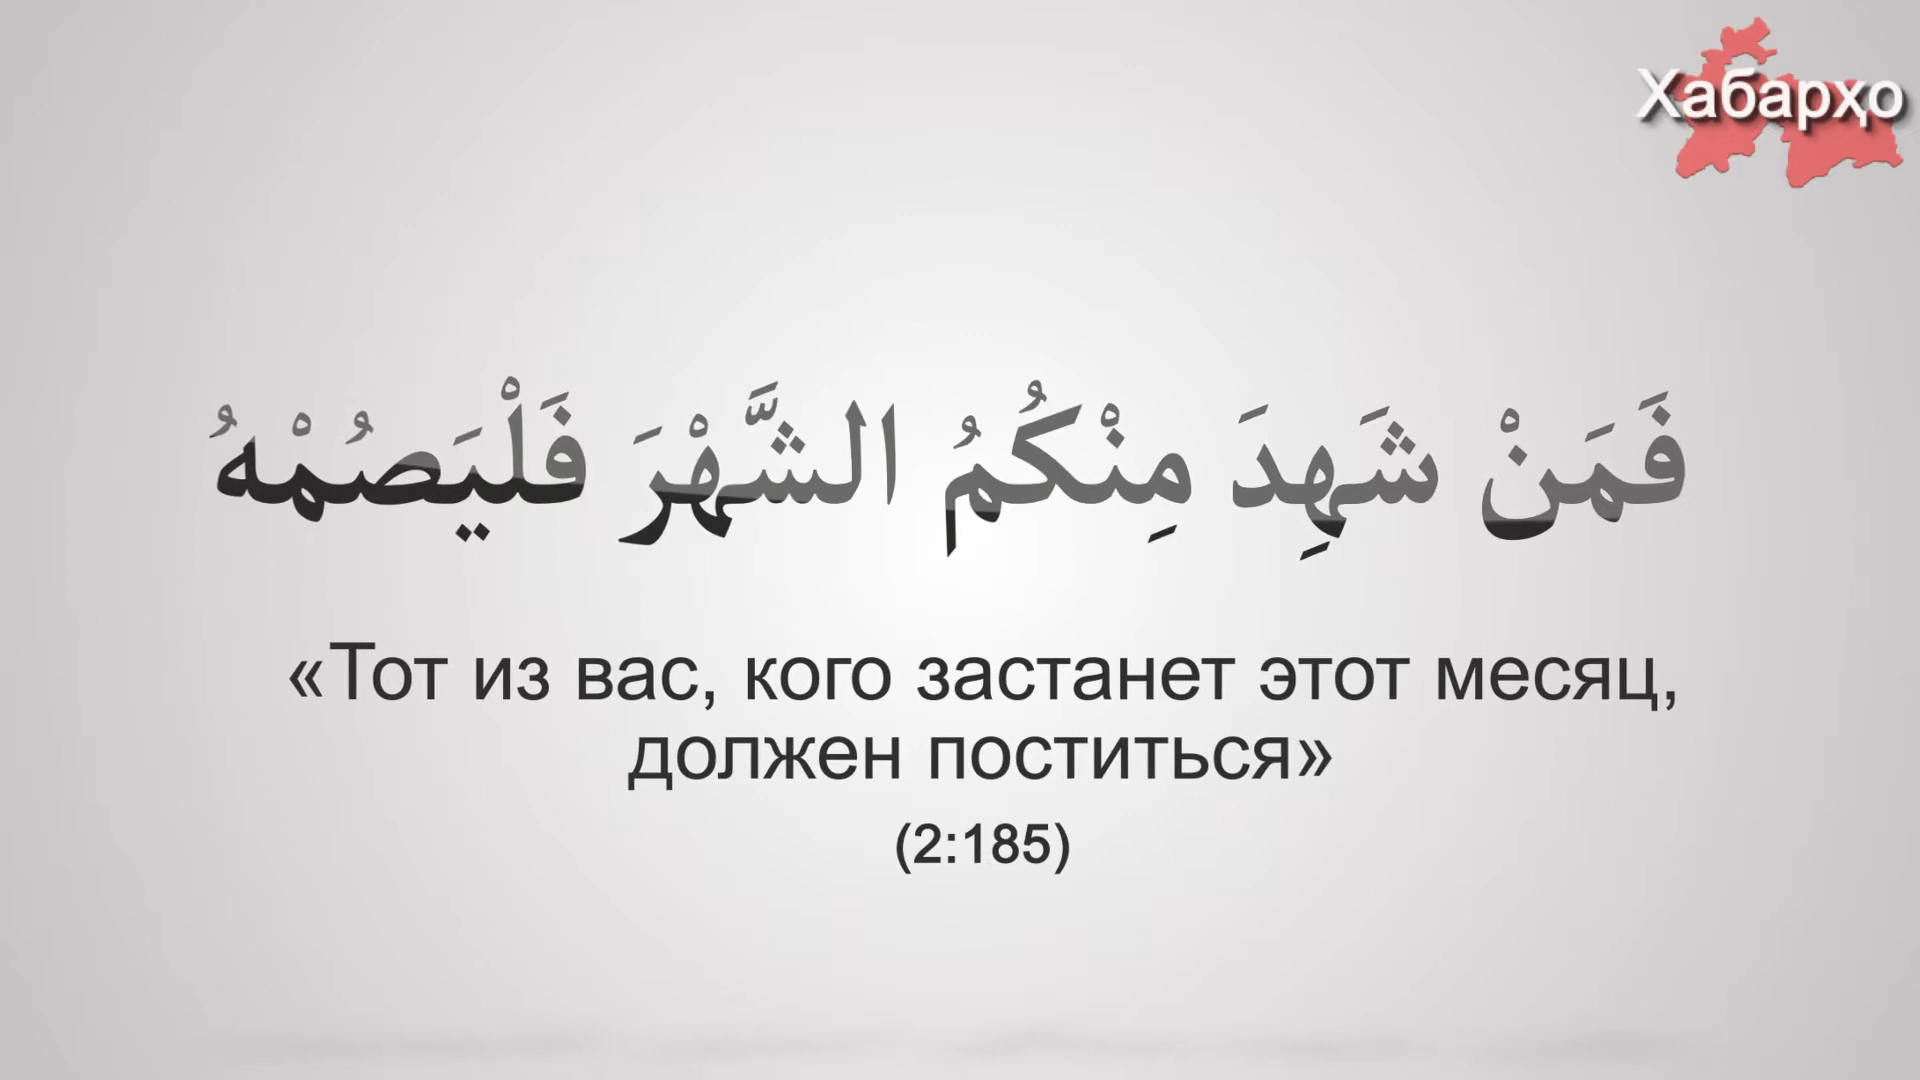 Хабарҳо
فَمَنْ شَهِدَ مِنْكُمُ الشَّهْرَ فَلْيَصُمْهُ
«Тот из вас, кого застанет этот месяц,
должен поститься»
(2:185)